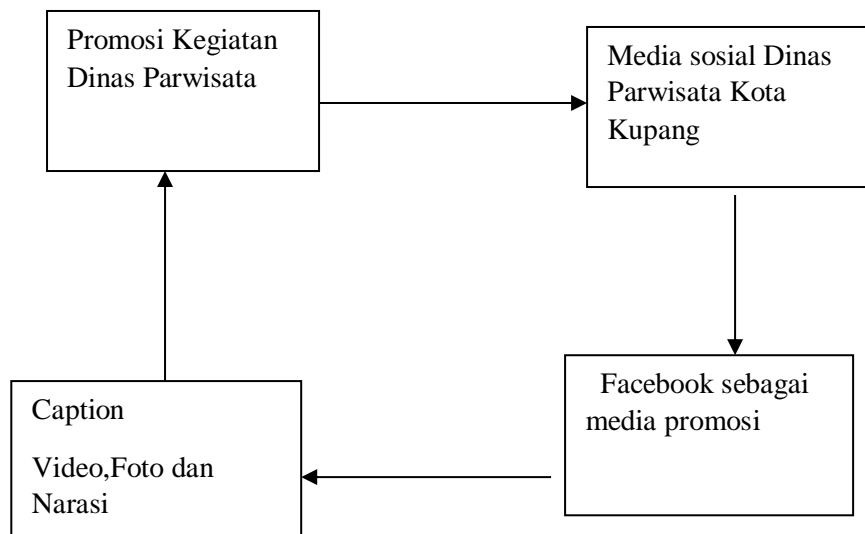 Promosi Kegiatan
Dinas Parwisata
Media sosial Dinas
Parwisata Kota
Kupang
Facebook sebagai
media promosi
Caption
Video,Foto dan
Narasi